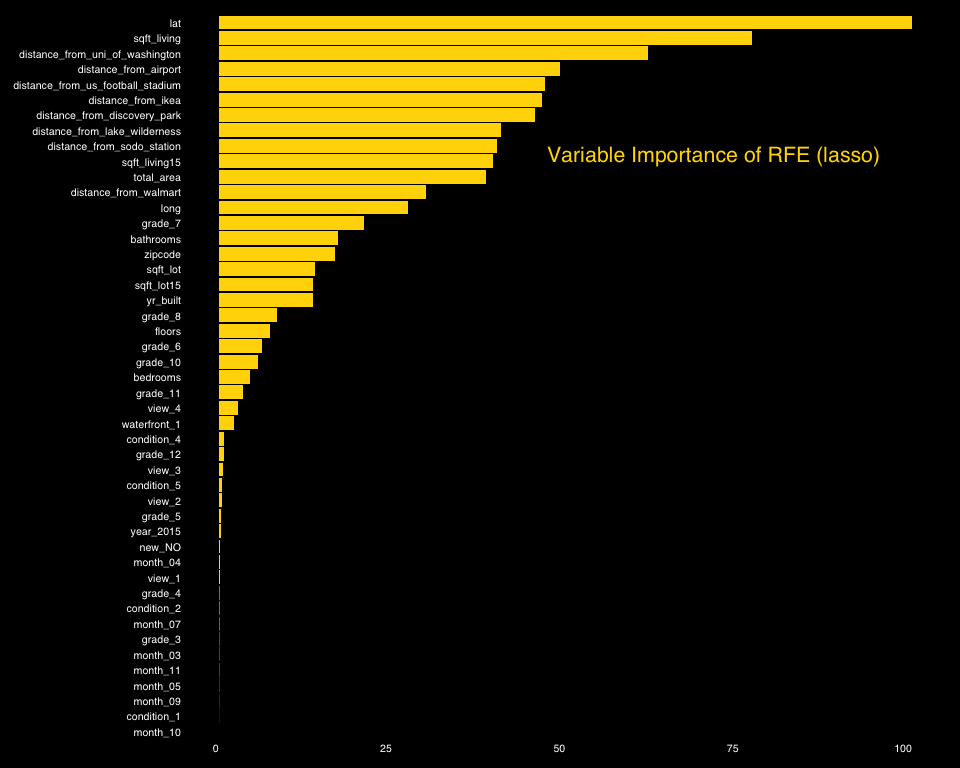 lat
sqft_living
distance_from_uni_of_washington
distance_from_airport
distance_from_us_football_stadium
distance_from_ikea
distance_from_discovery_park
distance_from_lake_wilderness
distance_from_sodo_station
Variable Importance of RFE (lasso)
sqft_living15
total_area
distance_from_walmart
long
grade_7
bathrooms
zipcode
sqft_lot
sqft_lot15
yr_built
grade_8
floors
grade_6
grade_10
bedrooms
grade_11
view_4
waterfront_1
condition_4
grade_12
view_3
condition_5
view_2
grade_5
year_2015
new_NO
month_04
view_1
grade_4
condition_2
month_07
grade_3
month_03
month_11
month_05
month_09
condition_1
month_10
0 25 50 75 100